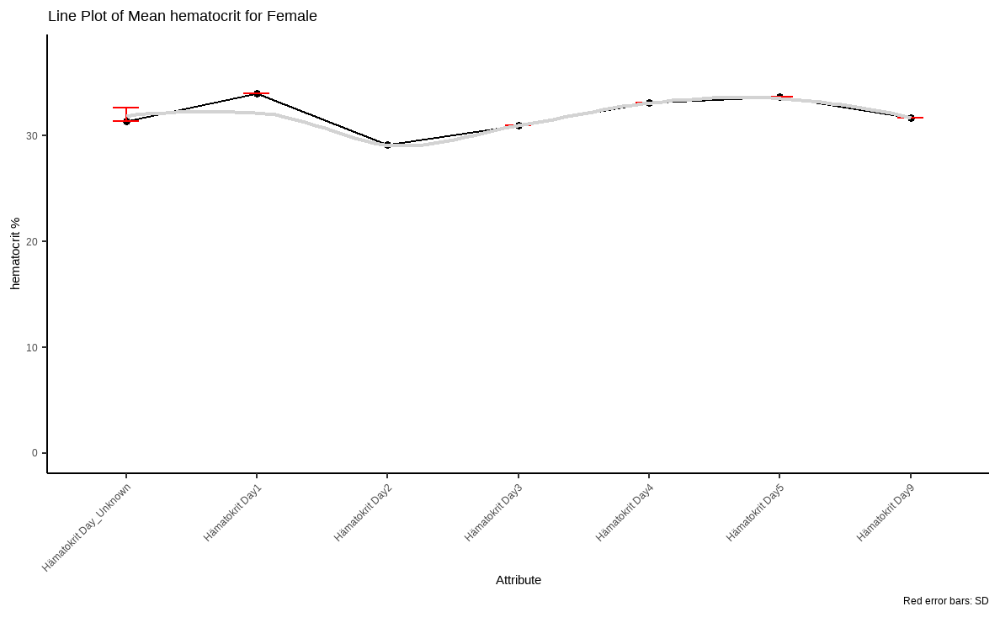 Line Plot of Mean hematocrit for Female
hematocrit %
30
20
10
0
Hämatokrit Day_Unknown
Hämatokrit Day1
Hämatokrit Day2
Hämatokrit Day3
Hämatokrit Day4
Hämatokrit Day5
Hämatokrit Day9
Attribute
Red error bars: SD